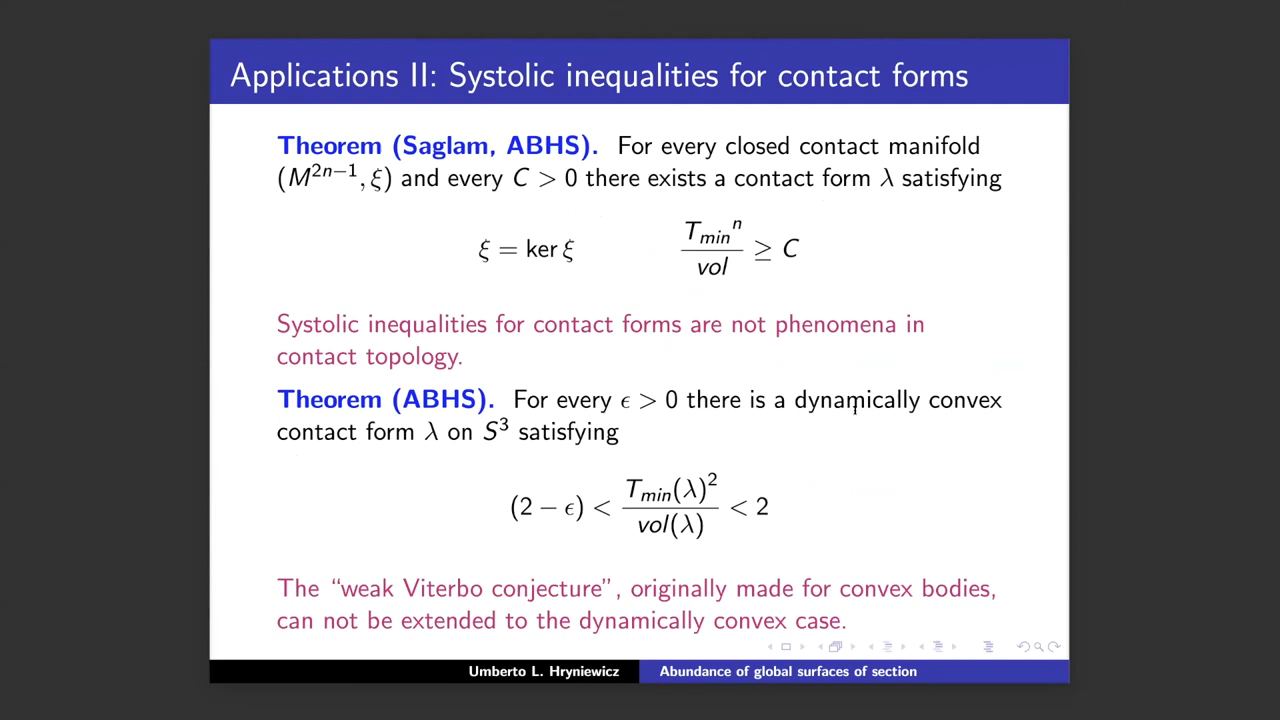 Applications II: Systolic inequalities for contact forms
Theorem (Saglam, ABHS). For every closed contact manifold
(M²ⁿ⁻¹, ξ) and every C > 0 there exists a contact form λ satisfying
ξ = ker ξ    T_min^n / vol ≥ C
Systolic inequalities for contact forms are not phenomena in
contact topology.
Theorem (ABHS). For every ϵ > 0 there is a dynamically convex
contact form λ on S³ satisfying
(2 − ϵ) < T_min(λ)² / vol(λ) < 2
The “weak Viterbo conjecture”, originally made for convex bodies,
can not be extended to the dynamically convex case.
Umberto L. Hryniewicz    Abundance of global surfaces of section